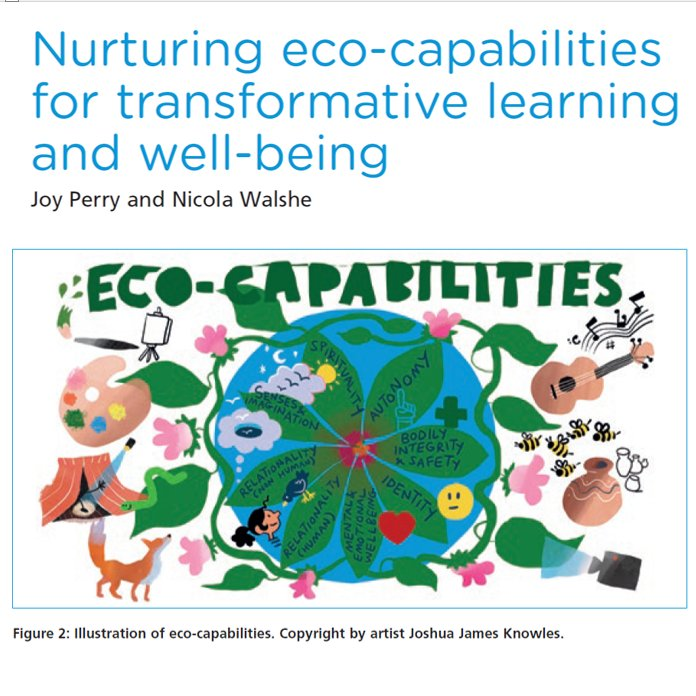 Nurturing eco-capabilities
for transformative learning
and well-being
Joy Perry and Nicola Walshe
ECO-CAPABILITIES
SPIRITUALITY
AUTONOMY
SENSES &
IMAGINATION
BODILY
INTEGRITY
& SAFETY
RELATIONALITY
(NON HUMAN)
IDENTITY
RELATIONALITY
(HUMAN)
MENTAL &
EMOTIONAL
WELLBEING
Figure 2: Illustration of eco-capabilities. Copyright by artist Joshua James Knowles.